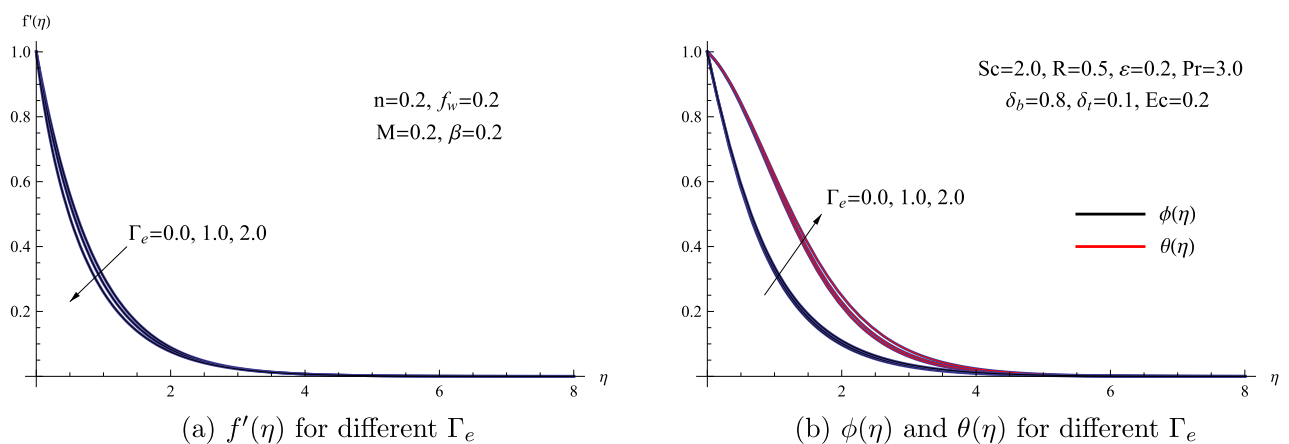 f'(η)
1.0
0.8
0.6
0.4
0.2
2
4
6
8
η
n=0.2, f_w=0.2
M=0.2, β=0.2
Γ_e=0.0, 1.0, 2.0
(a) f′(η) for different Γ_e
1.0
0.8
0.6
0.4
0.2
2
4
6
8
η
Sc=2.0, R=0.5, ε=0.2, Pr=3.0
δ_b=0.8, δ_t=0.1, Ec=0.2
Γ_e=0.0, 1.0, 2.0
ϕ(η)
θ(η)
(b) ϕ(η) and θ(η) for different Γ_e